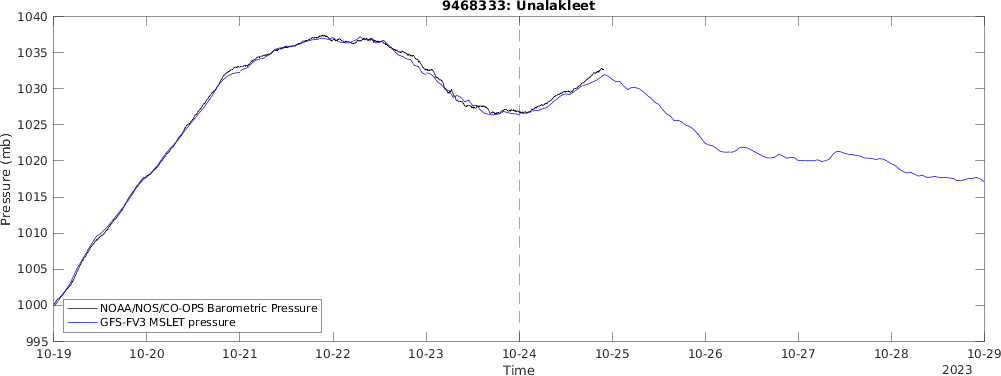 9468333: Unalakleet
1040
1035
1030
1025
1020
1015
1010
1005
1000
995
Pressure (mb)
NOAA/NOS/CO-OPS Barometric Pressure
GFS-FV3 MSLET pressure
10-19 10-20 10-21 10-22 10-23 10-24 10-25 10-26 10-27 10-28 10-29
Time
2023